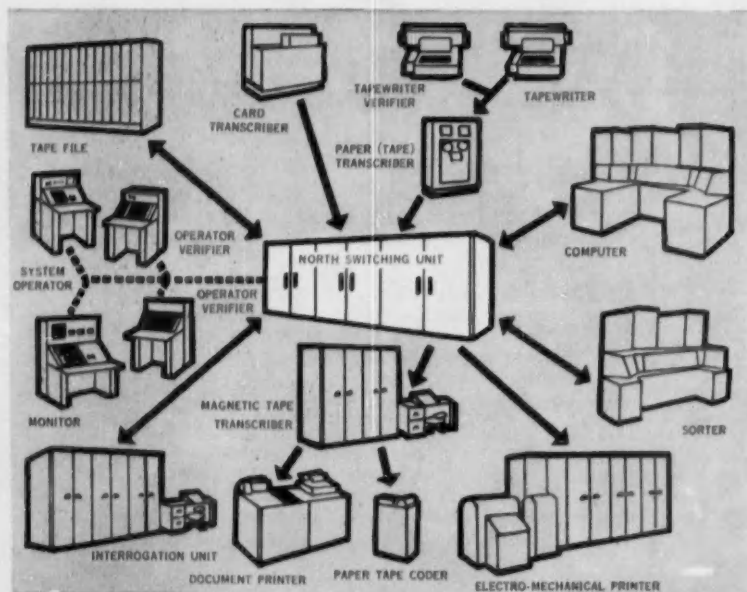 TAPEWRITER
VERIFIER
TAPEWRITER
CARD
TRANSCRIBER
PAPER (TAPE)
TRANSCRIBER
TAPE FILE
OPERATOR
VERIFIER
COMPUTER
NORTH SWITCHING UNIT
SYSTEM
OPERATOR
OPERATOR
VERIFIER
MAGNETIC TAPE
TRANSCRIBER
MONITOR
SORTER
INTERROGATION UNIT
DOCUMENT PRINTER
PAPER TAPE CODER
ELECTRO-MECHANICAL PRINTER